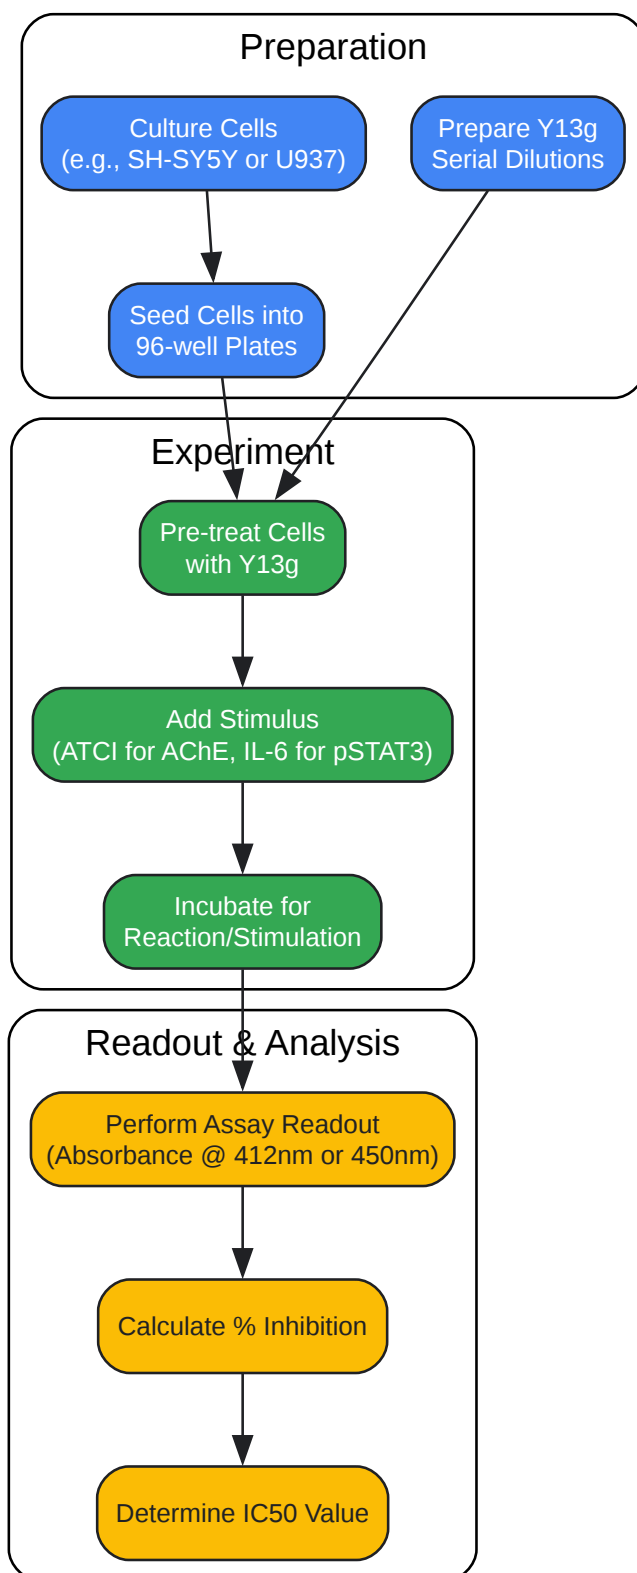 Preparation
Culture Cells
(e.g., SH-SY5Y or U937)
Prepare Y13g
Serial Dilutions
Seed Cells into
96-well Plates
Experiment
Pre-treat Cells
with Y13g
Add Stimulus
(ATCI for AChE, IL-6 for pSTAT3)
Incubate for
Reaction/Stimulation
Readout & Analysis
Perform Assay Readout
(Absorbance @ 412nm or 450nm)
Calculate % Inhibition
Determine IC50 Value